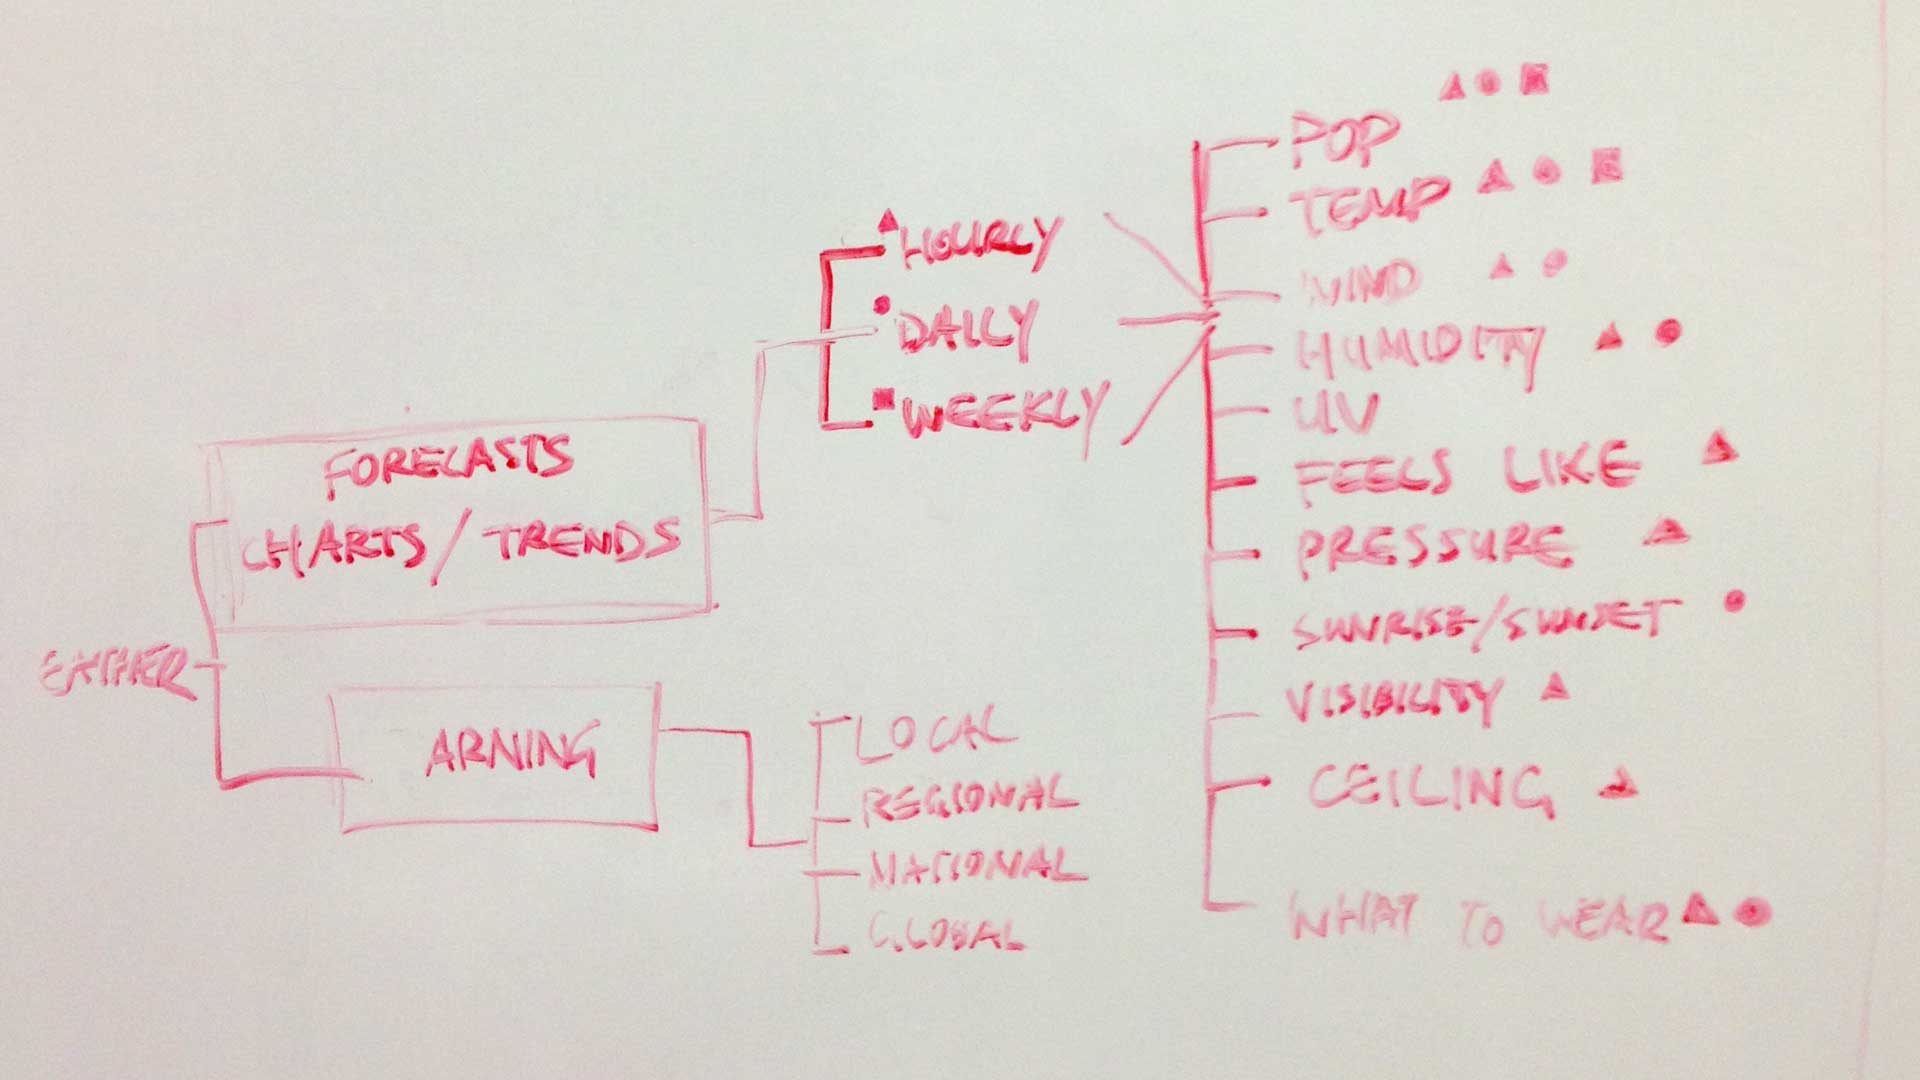 POP
TEMP
WIND
HUMIDITY
UV
FEELS LIKE
PRESSURE
SUNRISE/SUNSET
VISIBILITY
CEILING
WHAT TO WEAR
HOURLY
DAILY
WEEKLY
FORECASTS
CHARTS/TRENDS
EATHER
ARNING
LOCAL
REGIONAL
NATIONAL
GLOBAL